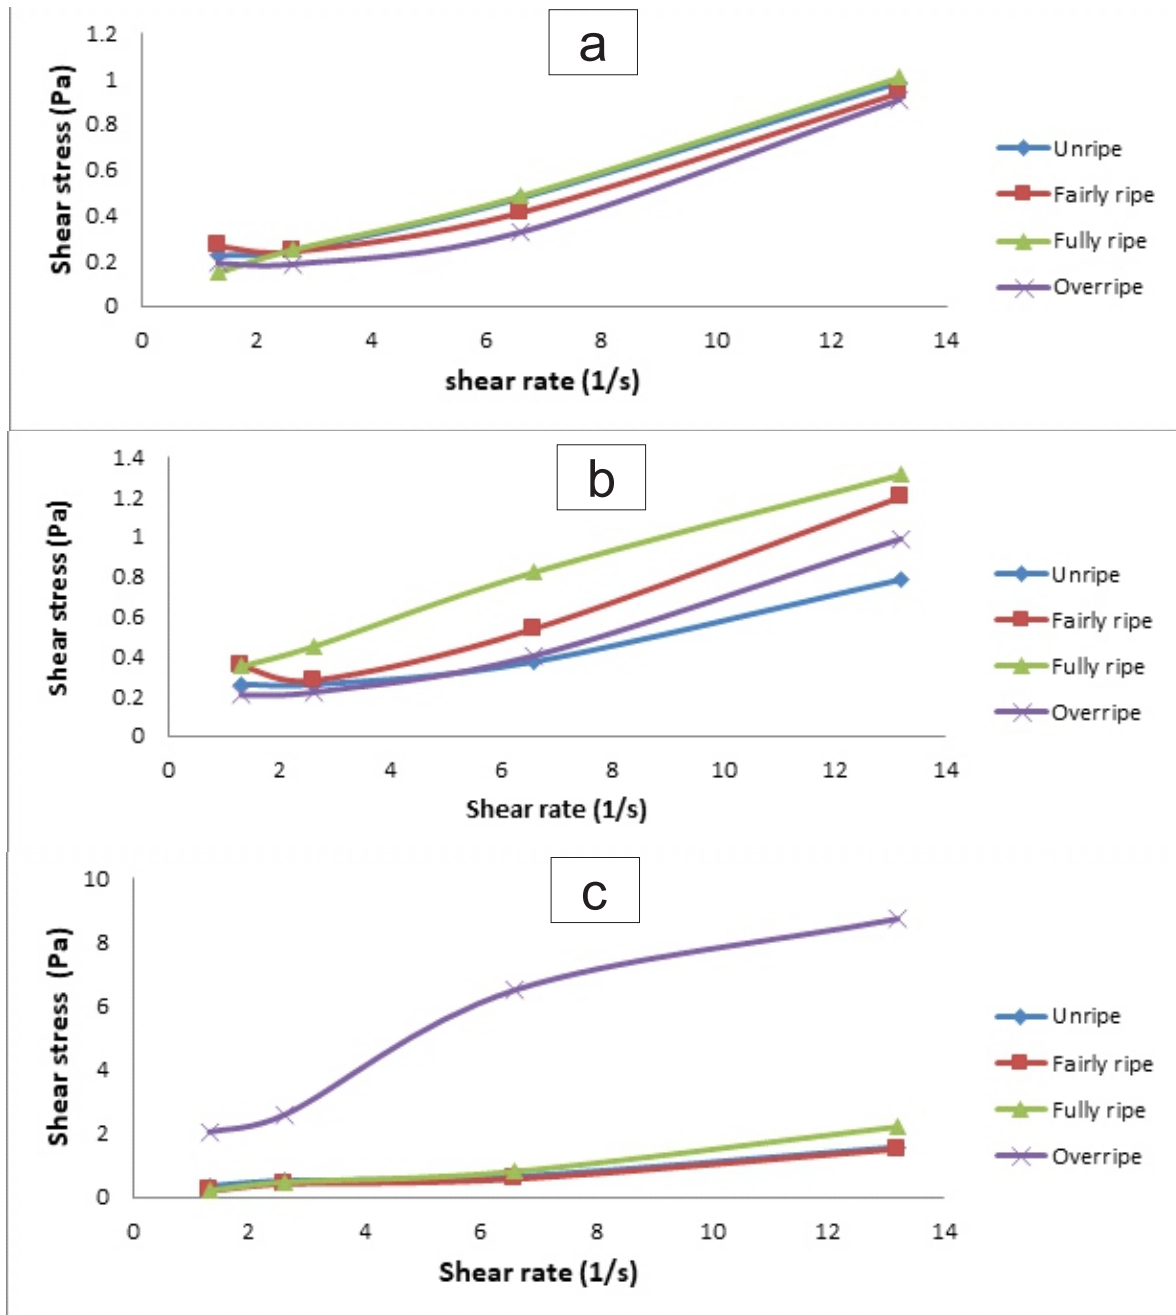 a
1.2
1
0.8
0.6
0.4
0.2
0
Shear stress (Pa)
0 2 4 6 8 10 12 14
shear rate (1/s)
Unripe
Fairly ripe
Fully ripe
Overripe
b
1.4
1.2
1
0.8
0.6
0.4
0.2
0
Shear stress (Pa)
0 2 4 6 8 10 12 14
Shear rate (1/s)
Unripe
Fairly ripe
Fully ripe
Overripe
c
10
8
6
4
2
0
Shear stress (Pa)
0 2 4 6 8 10 12 14
Shear rate (1/s)
Unripe
Fairly ripe
Fully ripe
Overripe